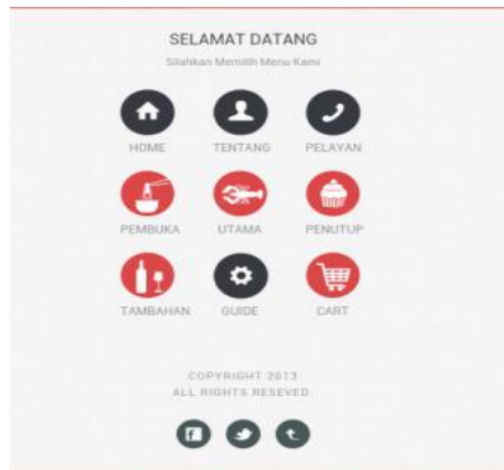 SELAMAT DATANG
Silahkan Memilih Menu Kami
HOME TENTANG PELAYAN
PEMBUKA UTAMA PENUTUP
TAMBAHAN GUIDE CART
COPYRIGHT 2013
ALL RIGHTS RESEVED.